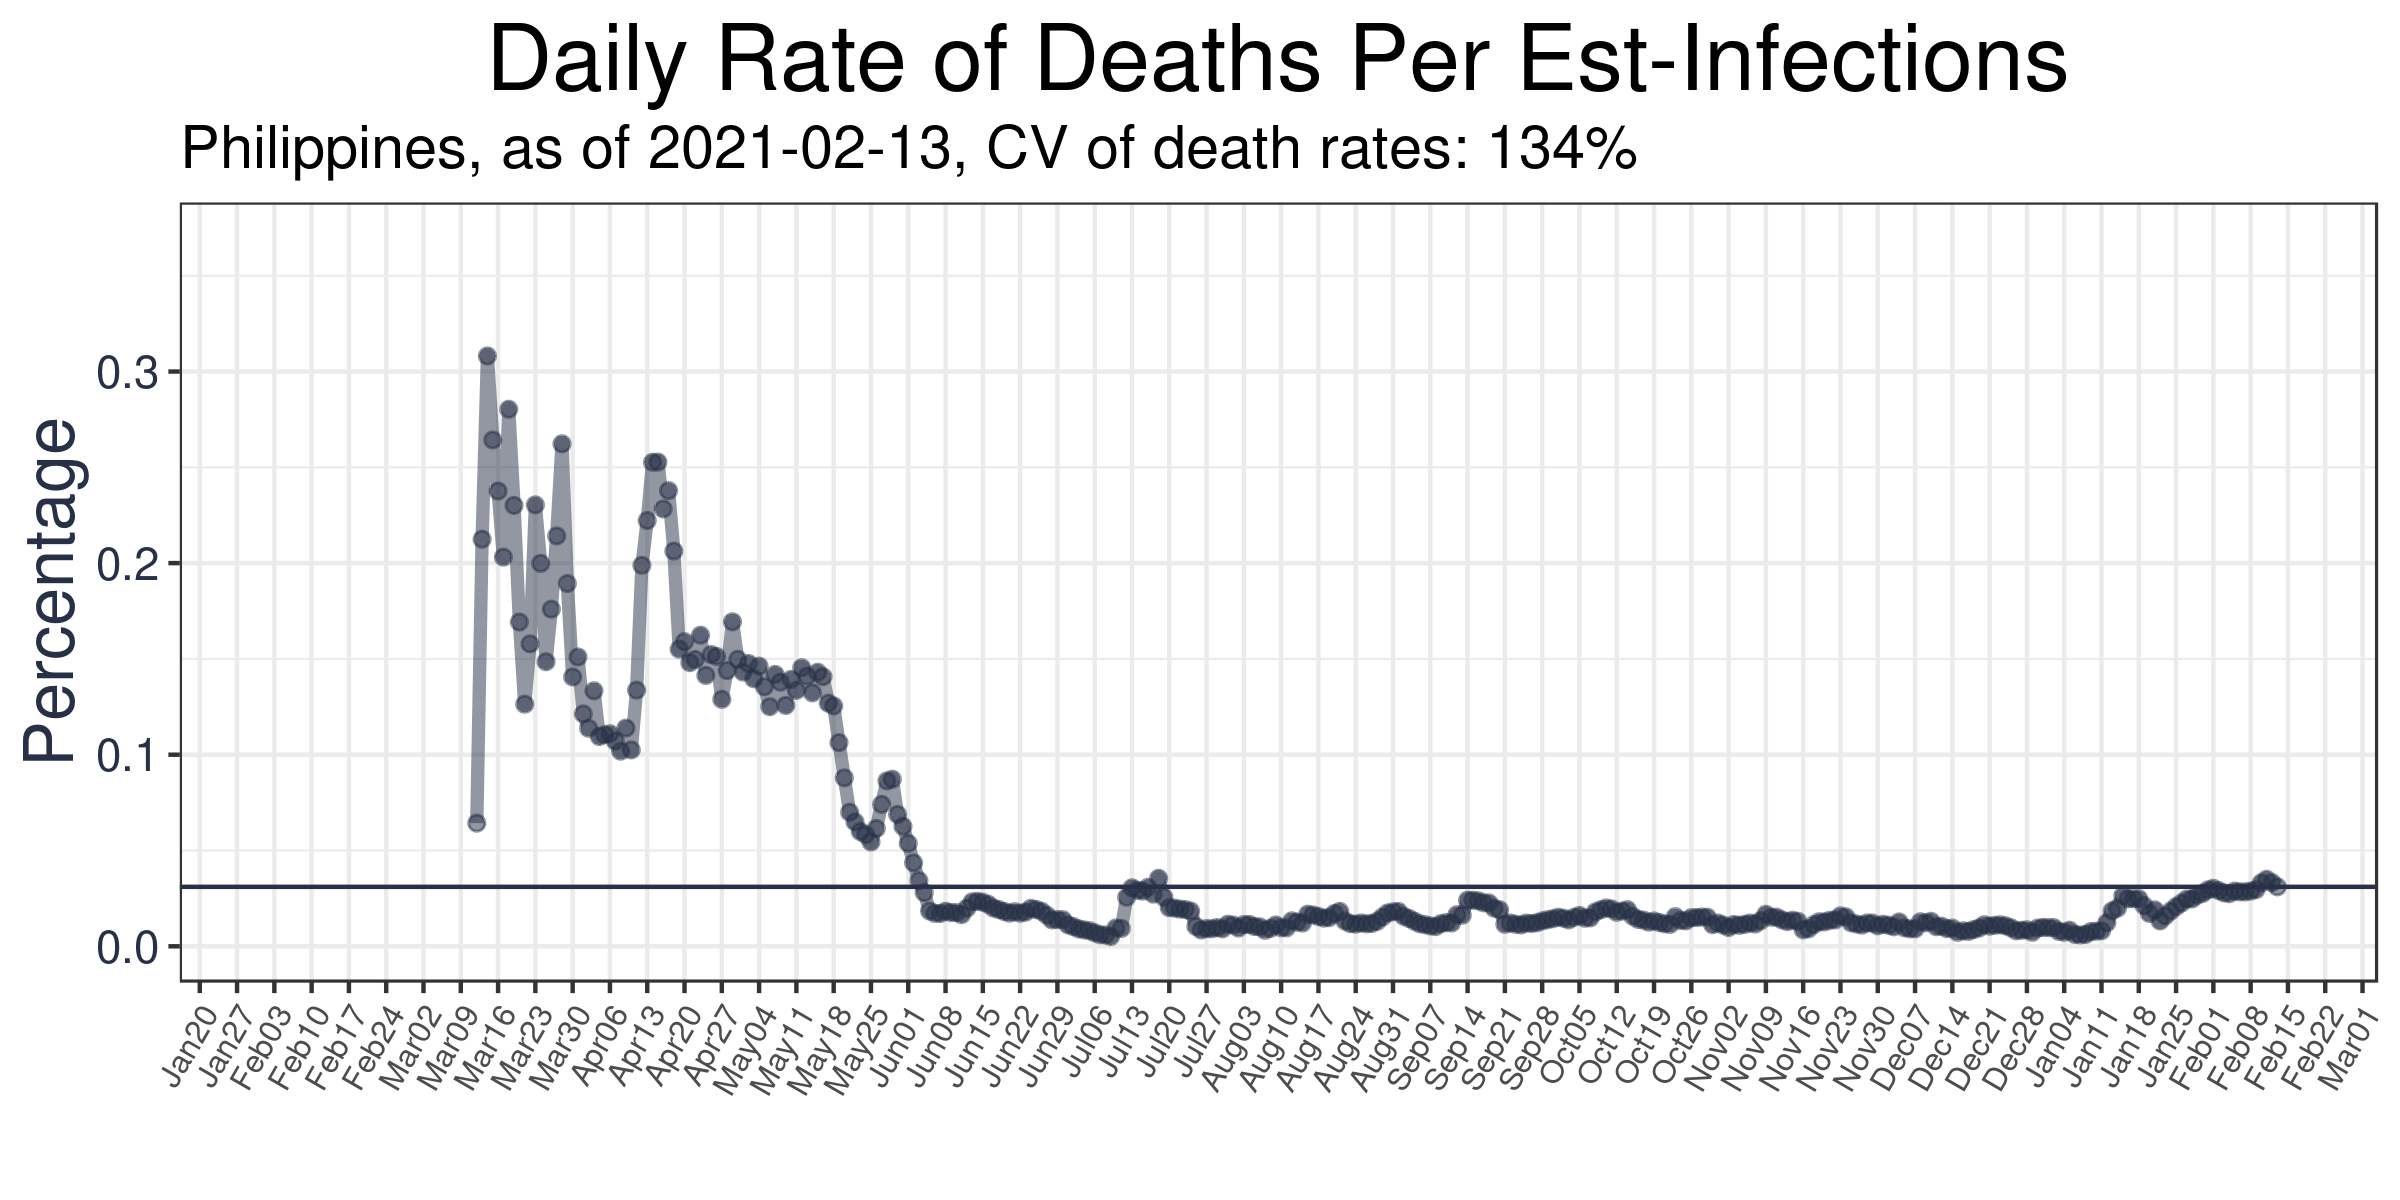 Daily Rate of Deaths Per Est-Infections
Philippines, as of 2021-02-13, CV of death rates: 134%
Percentage
0.3
0.2
0.1
0.0
Jan20
Jan27
Feb03
Feb10
Feb17
Feb24
Mar02
Mar09
Mar16
Mar23
Mar30
Apr06
Apr13
Apr20
Apr27
May04
May11
May18
May25
Jun01
Jun08
Jun15
Jun22
Jun29
Jul06
Jul13
Jul20
Jul27
Aug03
Aug10
Aug17
Aug24
Aug31
Sep07
Sep14
Sep21
Sep28
Oct05
Oct12
Oct19
Oct26
Nov02
Nov09
Nov16
Nov23
Nov30
Dec07
Dec14
Dec21
Dec28
Jan04
Jan11
Jan18
Jan25
Feb01
Feb08
Feb15
Feb22
Mar01